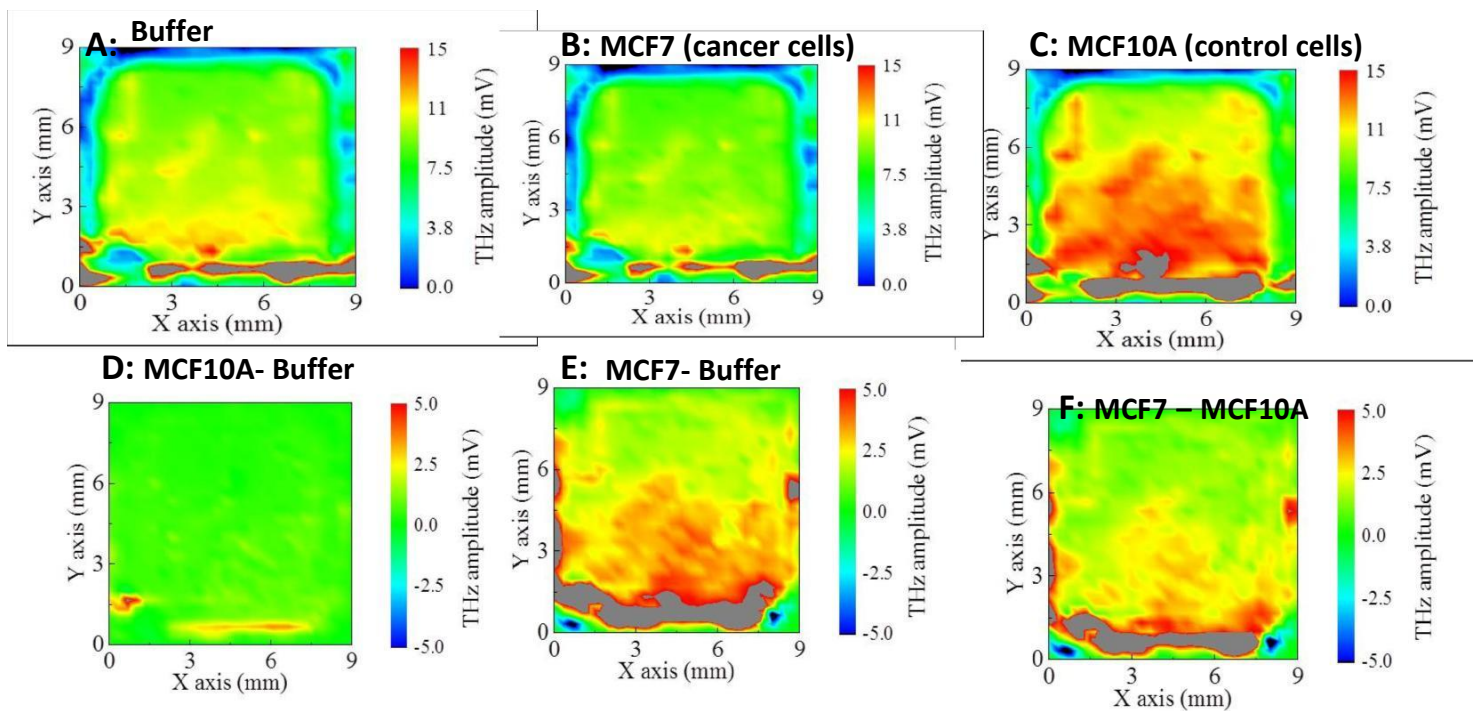 A: Buffer
9
6
3
0
Y axis (mm)
0 3 6 9
X axis (mm)
15
11
7.5
3.8
0.0
THz amplitude (mV)
B: MCF7 (cancer cells)
9
6
3
0
Y axis (mm)
0 3 6 9
X axis (mm)
15
11
7.5
3.8
0.0
THz amplitude (mV)
C: MCF10A (control cells)
9
6
3
0
Y axis (mm)
0 3 6 9
X axis (mm)
15
11
7.5
3.8
0.0
THz amplitude (mV)
D: MCF10A- Buffer
9
6
3
0
Y axis (mm)
0 3 6 9
X axis (mm)
5.0
2.5
0.0
-2.5
-5.0
THz amplitude (mV)
E: MCF7- Buffer
9
6
3
0
Y axis (mm)
0 3 6 9
X axis (mm)
5.0
2.5
0.0
-2.5
-5.0
THz amplitude (mV)
F: MCF7 – MCF10A
9
6
3
0
Y axis (mm)
0 3 6 9
X axis (mm)
5.0
2.5
0.0
-2.5
-5.0
THz amplitude (mV)